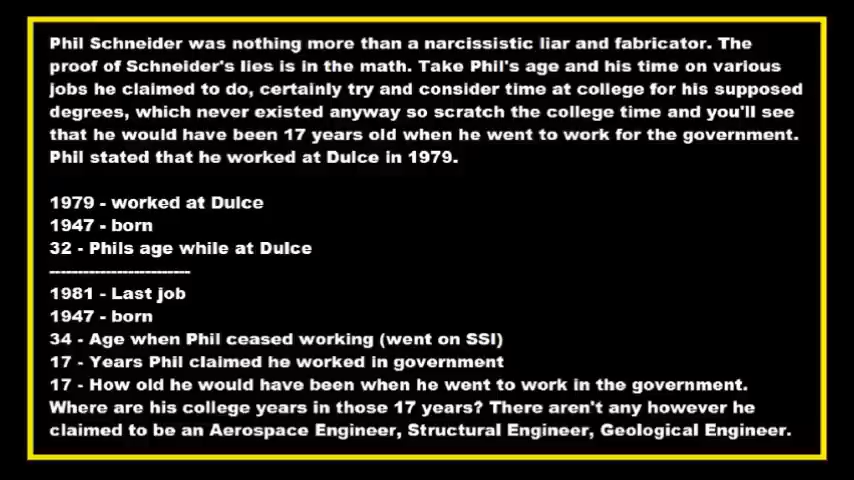 Phil Schneider was nothing more than a narcissistic liar and fabricator. The
proof of Schneider's lies is in the math. Take Phil's age and his time on various
jobs he claimed to do, certainly try and consider time at college for his supposed
degrees, which never existed anyway so scratch the college time and you'll see
that he would have been 17 years old when he went to work for the government.
Phil stated that he worked at Dulce in 1979.
1979 - worked at Dulce
1947 - born
32 - Phils age while at Dulce
-------------------------
1981 - Last job
1947 - born
34 - Age when Phil ceased working (went on SSI)
17 - Years Phil claimed he worked in government
17 - How old he would have been when he went to work in the government.
Where are his college years in those 17 years? There aren't any however he
claimed to be an Aerospace Engineer, Structural Engineer, Geological Engineer.